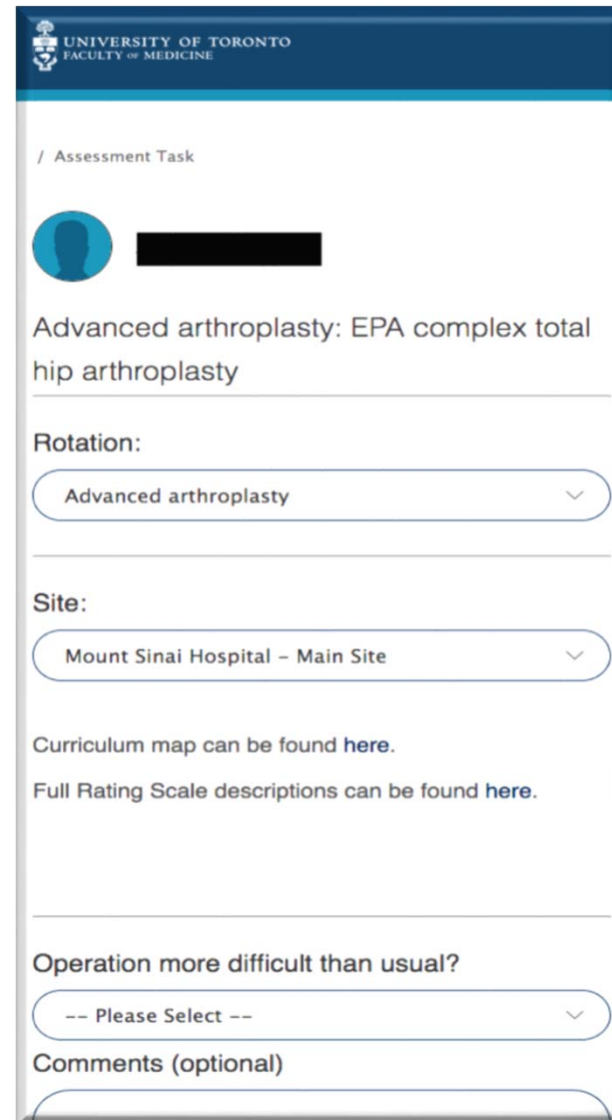 UNIVERSITY OF TORONTO
FACULTY OF MEDICINE
/ Assessment Task
Advanced arthroplasty: EPA complex total
hip arthroplasty
Rotation:
Advanced arthroplasty
Site:
Mount Sinai Hospital – Main Site
Curriculum map can be found here.
Full Rating Scale descriptions can be found here.
Operation more difficult than usual?
-- Please Select --
Comments (optional)